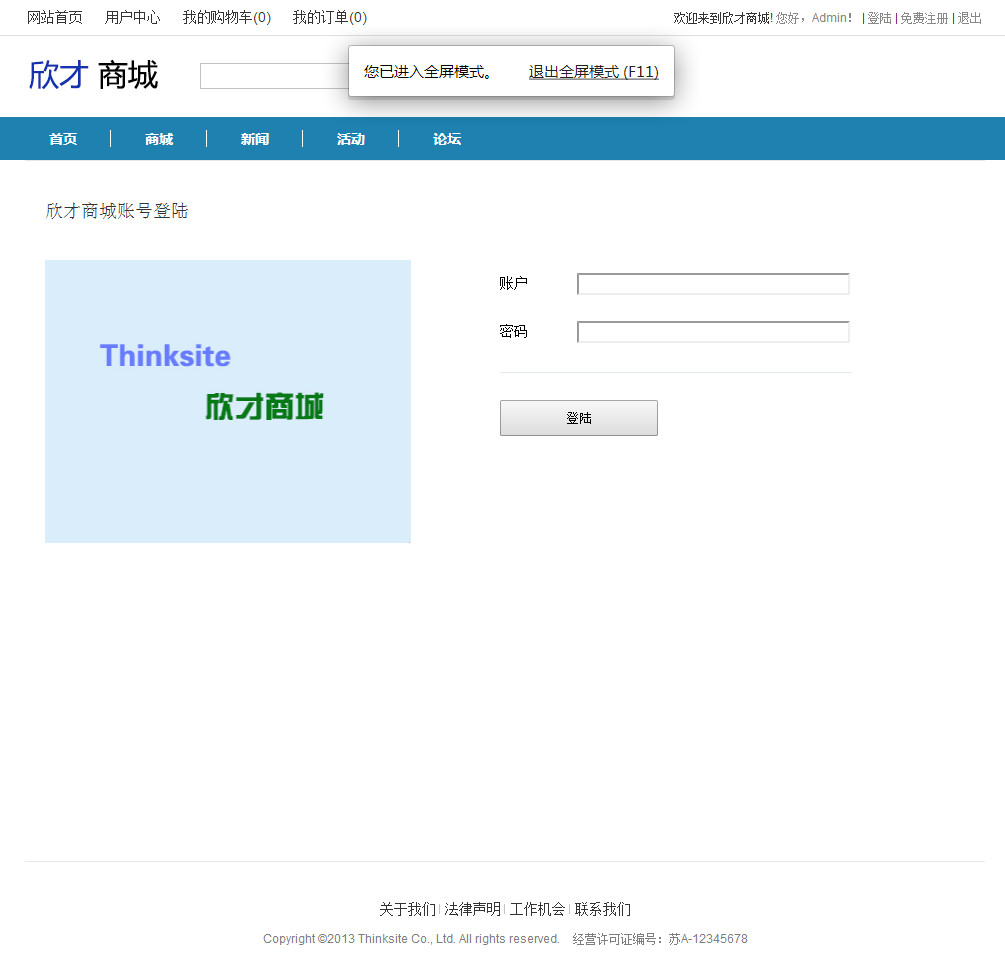 网站首页 用户中心 我的购物车(0) 我的订单(0) 欢迎来到欣才商城! 您好，Admin! | 登陆 | 免费注册 | 退出
欣才 商城
您已进入全屏模式。 退出全屏模式 (F11)
首页 商城 新闻 活动 论坛
欣才商城账号登陆
账户
密码
Thinksite
欣才商城
登陆
关于我们 | 法律声明 | 工作机会 | 联系我们
Copyright ©2013 Thinksite Co., Ltd. All rights reserved. 经营许可证编号：苏A-12345678